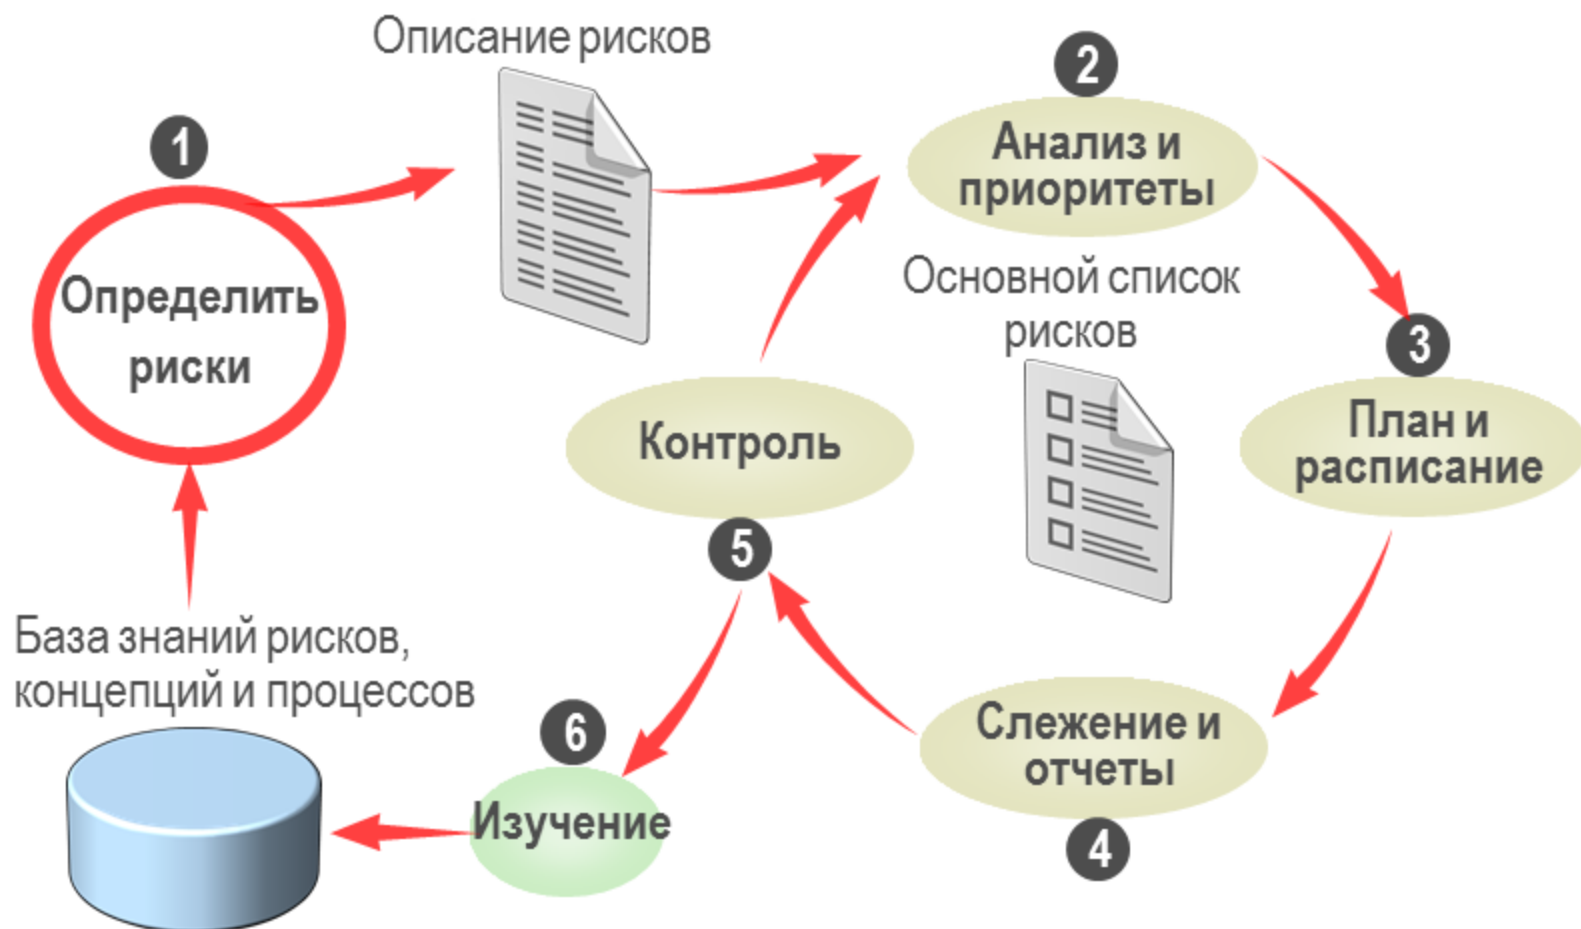 Описание рисков
1
Определить
риски
2
Анализ и
приоритеты
Основной список
рисков
3
План и
расписание
Контроль
5
База знаний рисков,
концепций и процессов
6
Изучение
Слежение и
отчеты
4